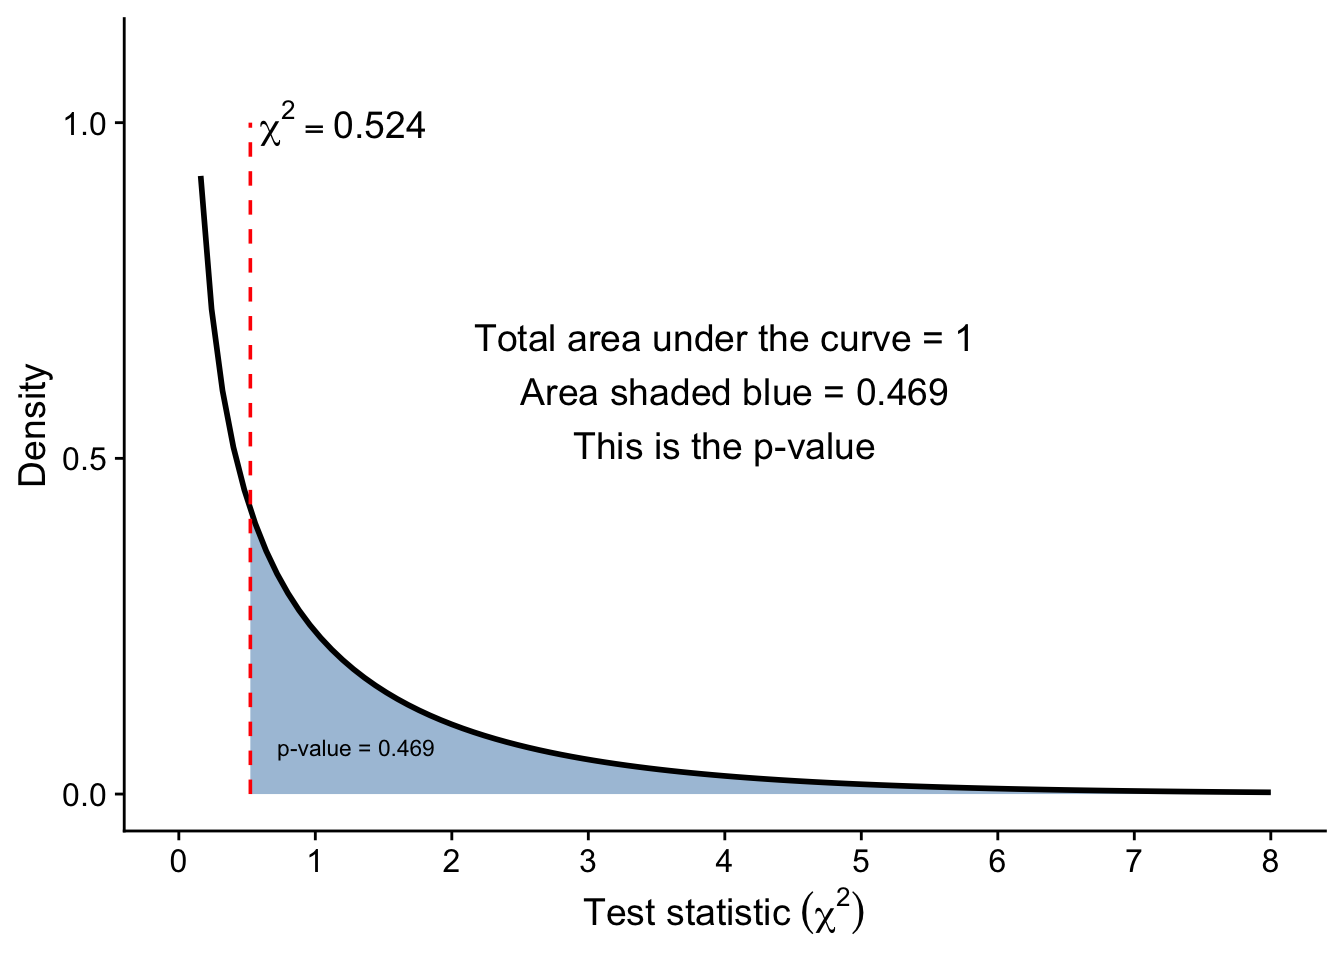 χ² = 0.524
1.0
0.5
0.0
Density
Total area under the curve = 1
Area shaded blue = 0.469
This is the p-value
p-value = 0.469
0 1 2 3 4 5 6 7 8
Test statistic (χ²)